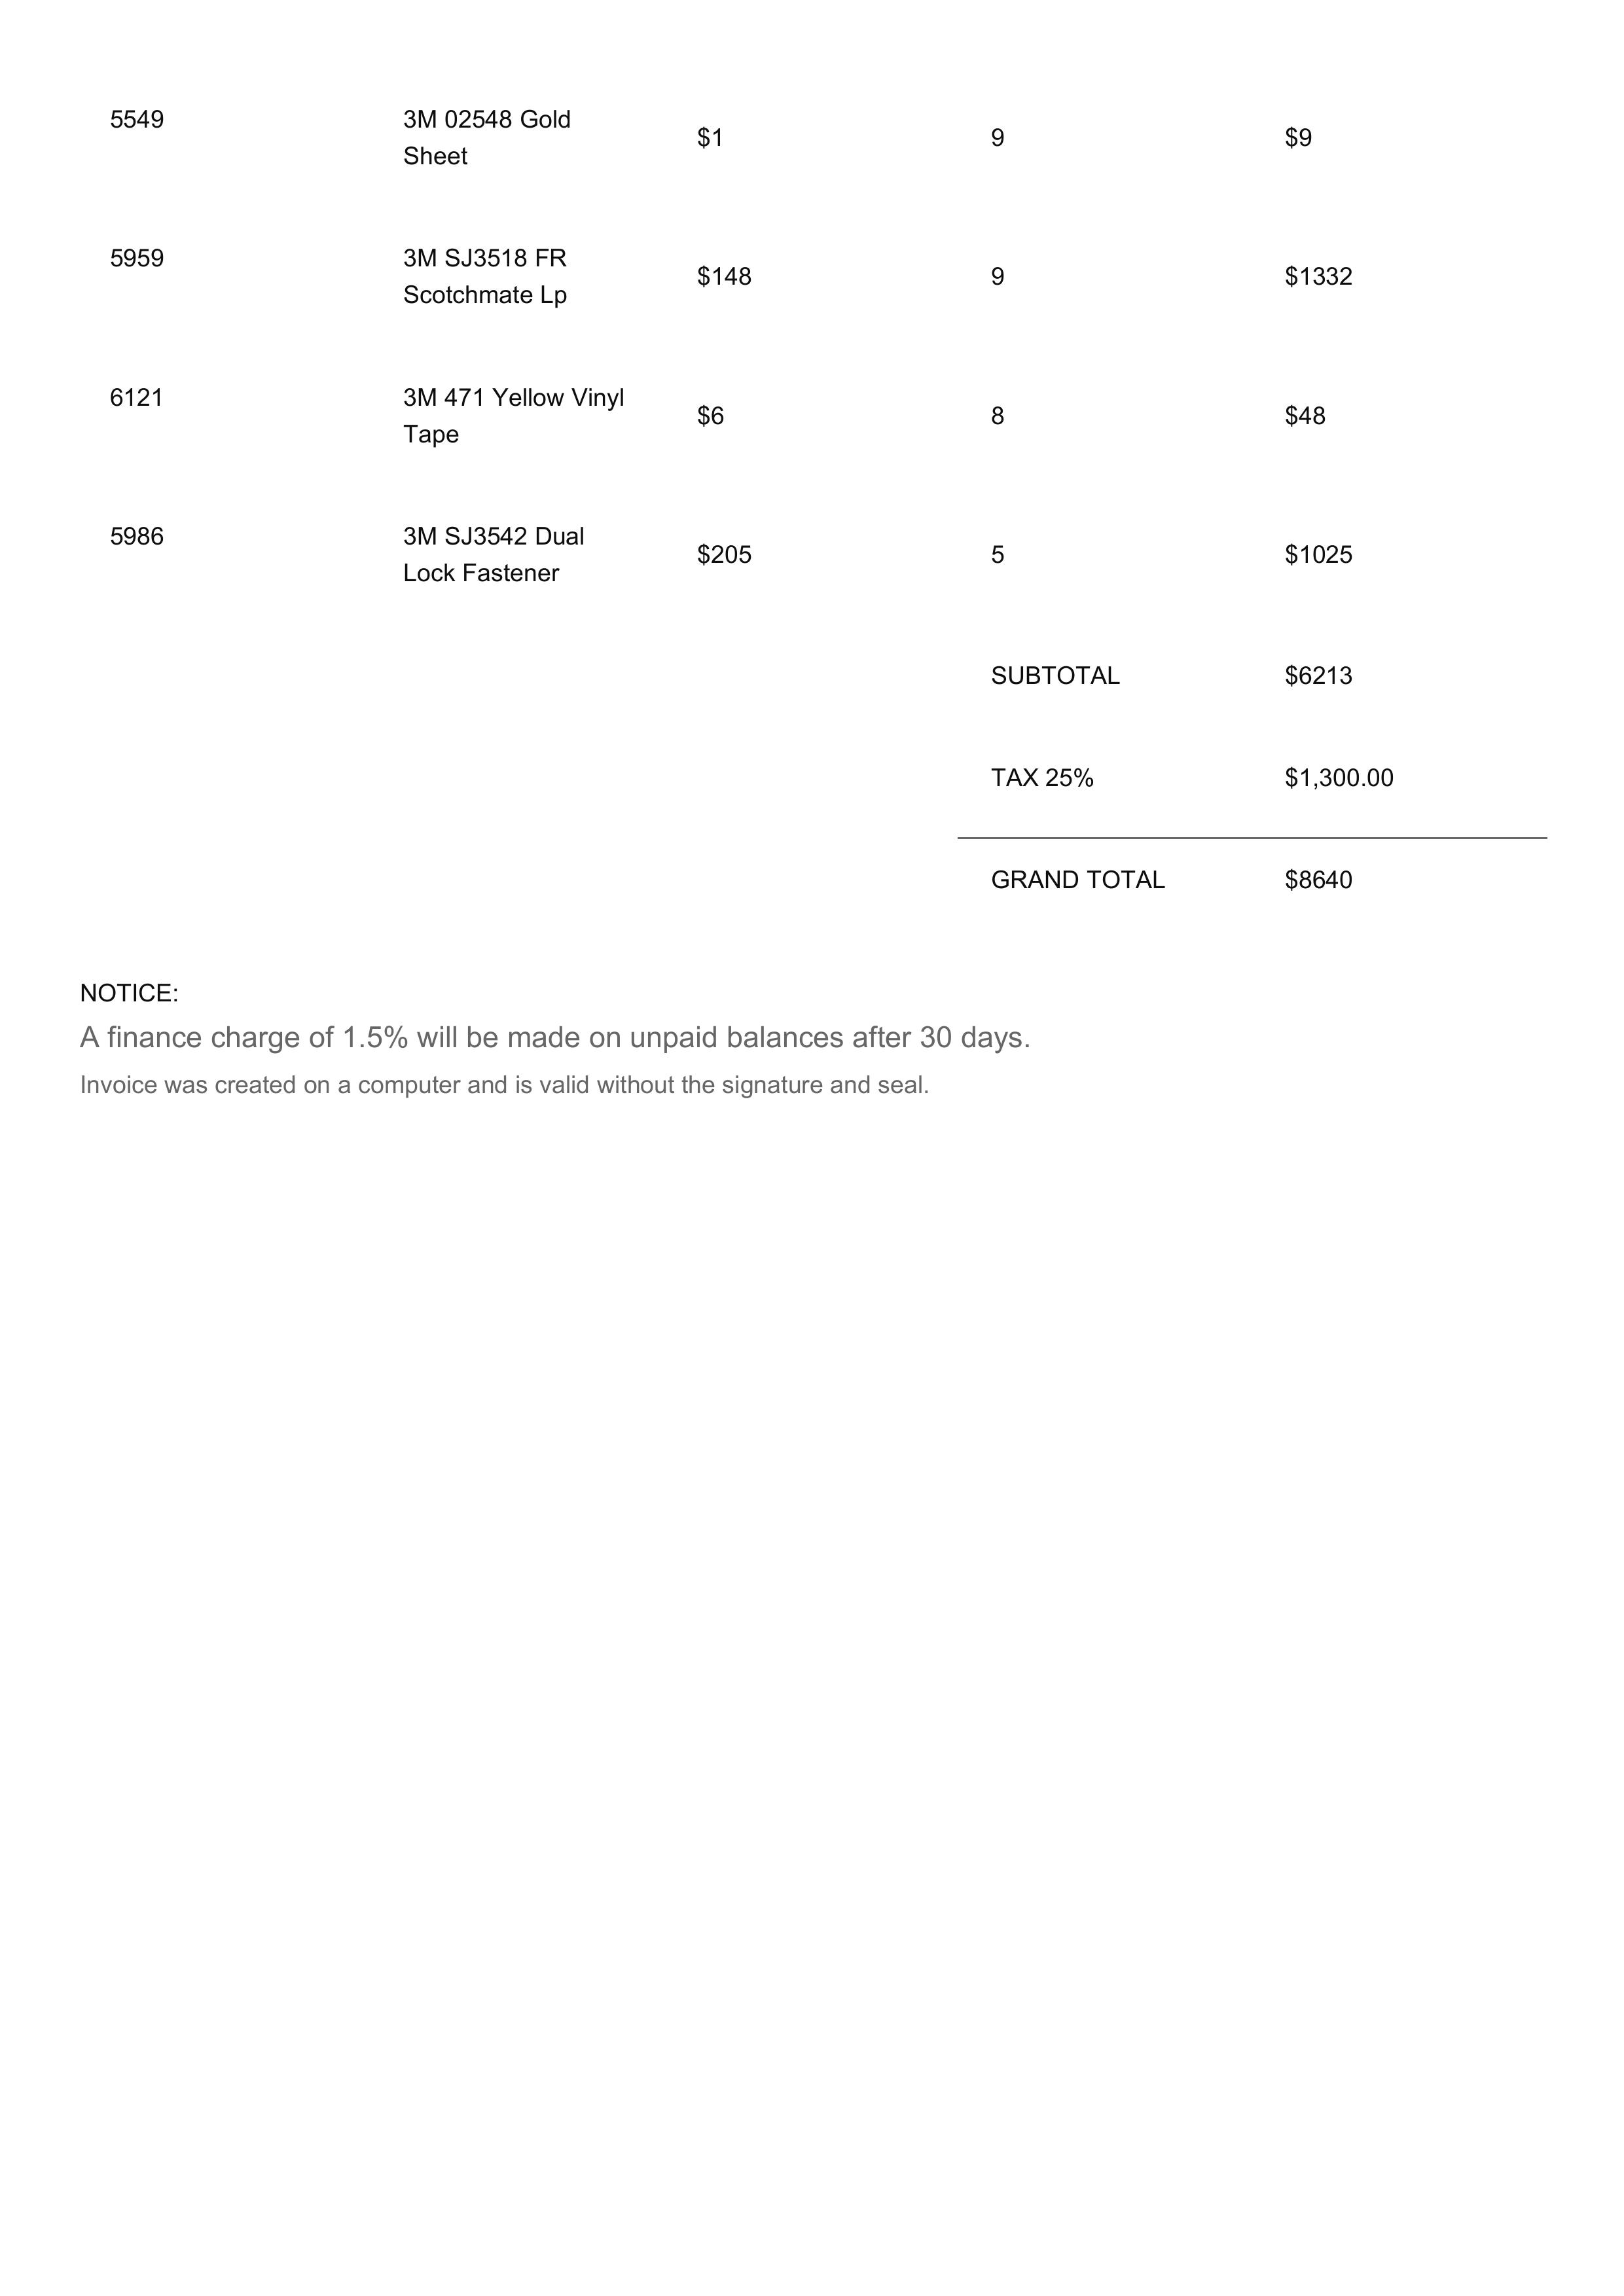 5549 3M 02548 Gold $1 9 $9
Sheet
5959 3M SJ3518 FR $148 9 $1332
Scotchmate Lp
6121 3M 471 Yellow Vinyl $6 8 $48
Tape
5986 3M SJ3542 Dual $205 5 $1025
Lock Fastener
SUBTOTAL $6213
TAX 25% $1,300.00
GRAND TOTAL $8640
NOTICE:
A finance charge of 1.5% will be made on unpaid balances after 30 days.
Invoice was created on a computer and is valid without the signature and seal.